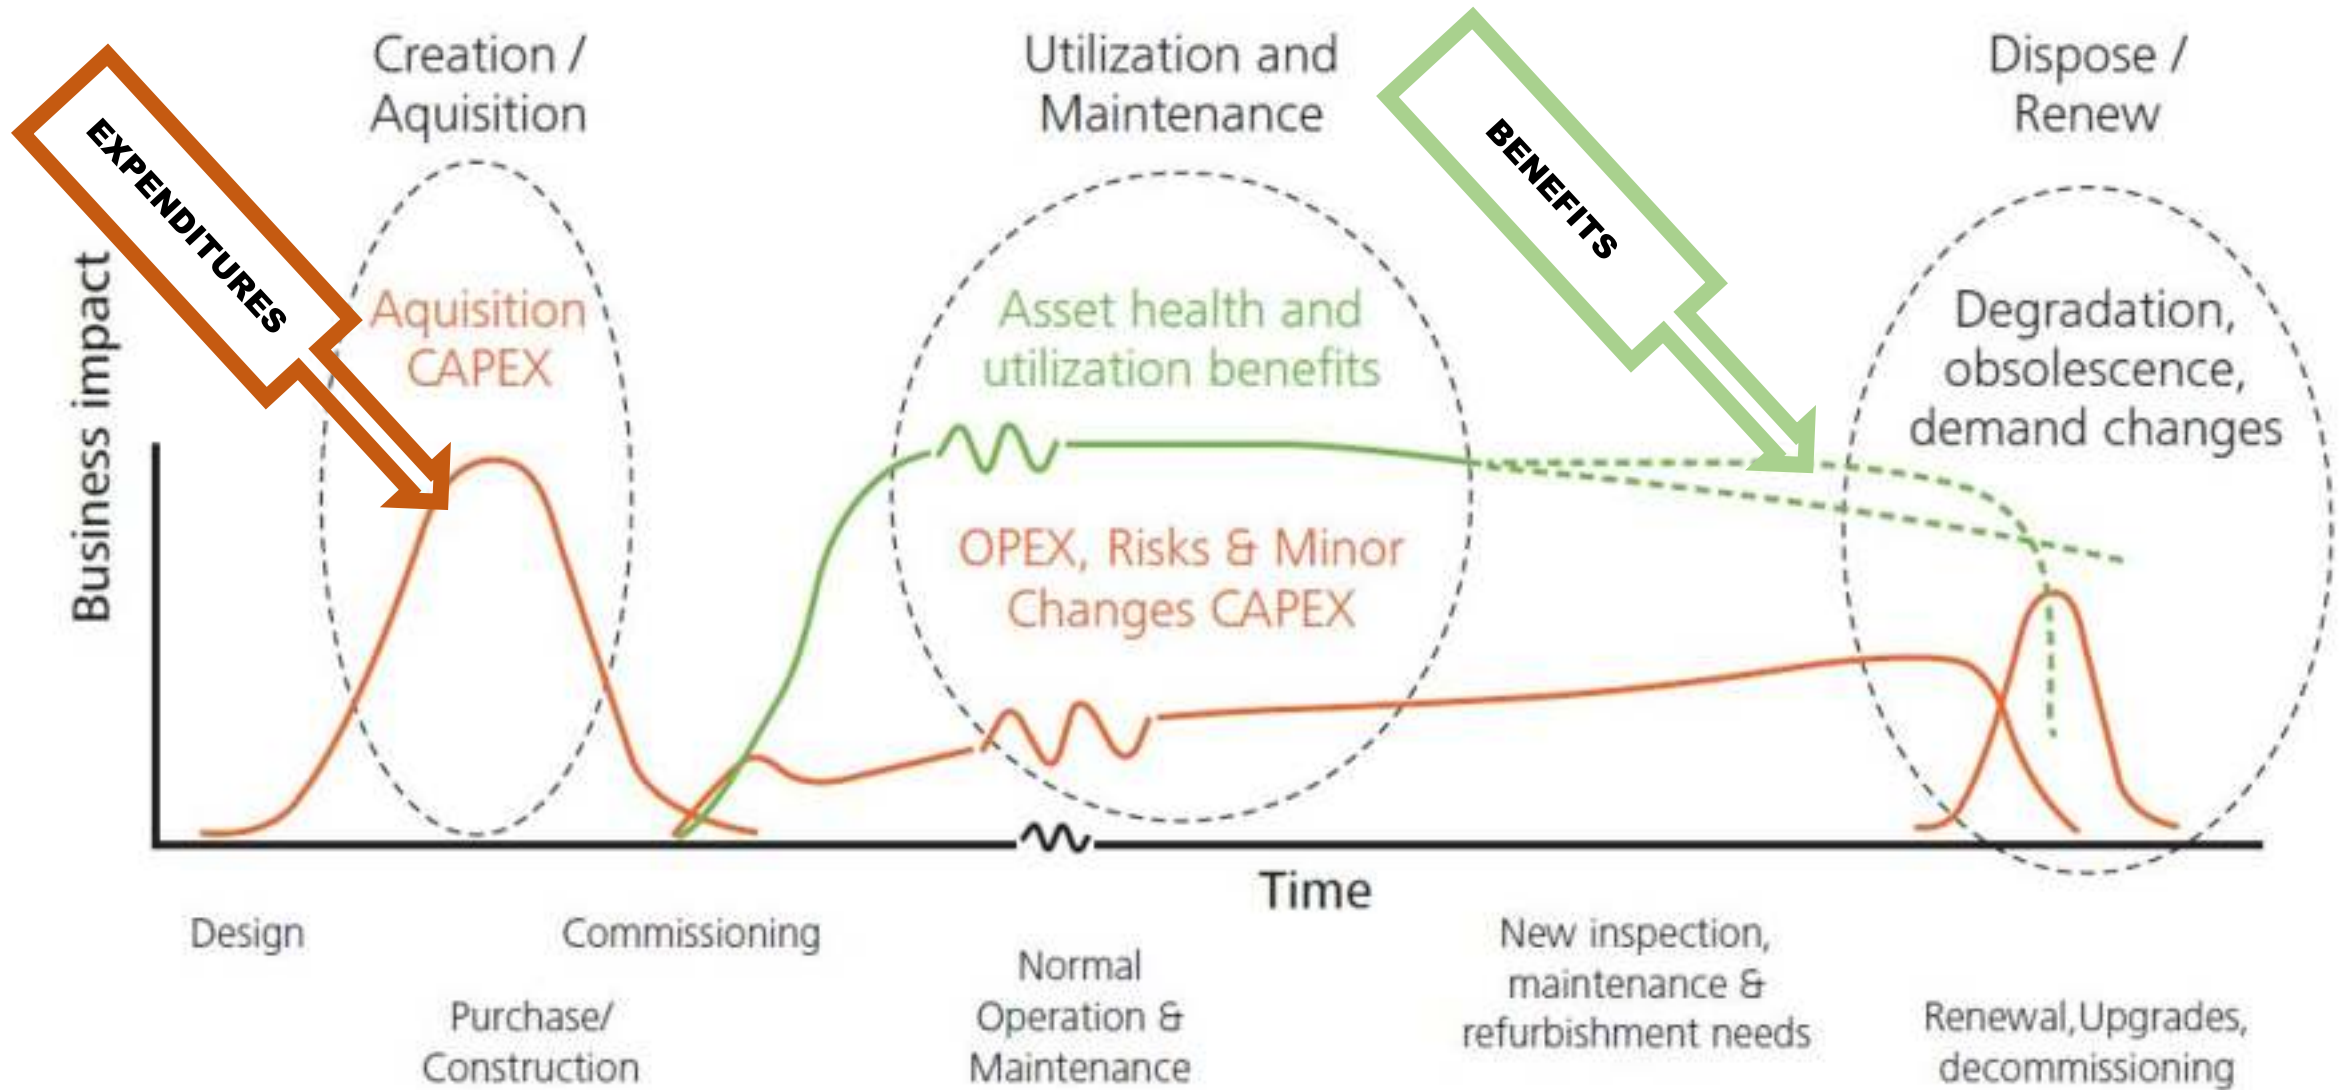 Creation /
Aquisition
Utilization and
Maintenance
Dispose /
Renew
EXPENDITURES
BENEFITS
Business impact
Aquisition
CAPEX
Asset health and
utilization benefits
Degradation,
obsolescence,
demand changes
OPEX, Risks & Minor
Changes CAPEX
Time
Design
Purchase/
Construction
Commissioning
Normal
Operation &
Maintenance
New inspection,
maintenance &
refurbishment needs
Renewal,Upgrades,
decommissioning